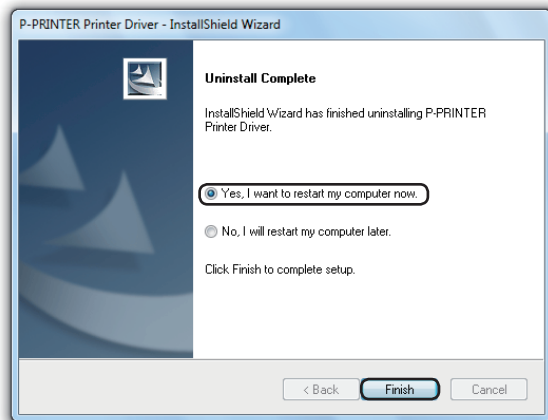 P-PRINTER Printer Driver - InstallShield Wizard
Uninstall Complete
InstallShield Wizard has finished uninstalling P-PRINTER
Printer Driver.
Yes, I want to restart my computer now.
No, I will restart my computer later.
Click Finish to complete setup.
< Back Finish Cancel